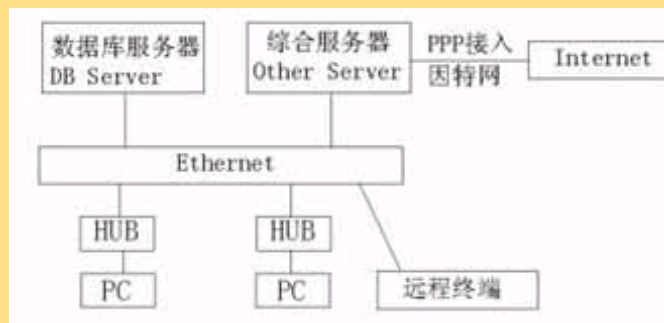 数据库服务器
DB Server
综合服务器
Other Server
PPP接入
因特网
Internet
Ethernet
HUB
HUB
PC
PC
远程终端